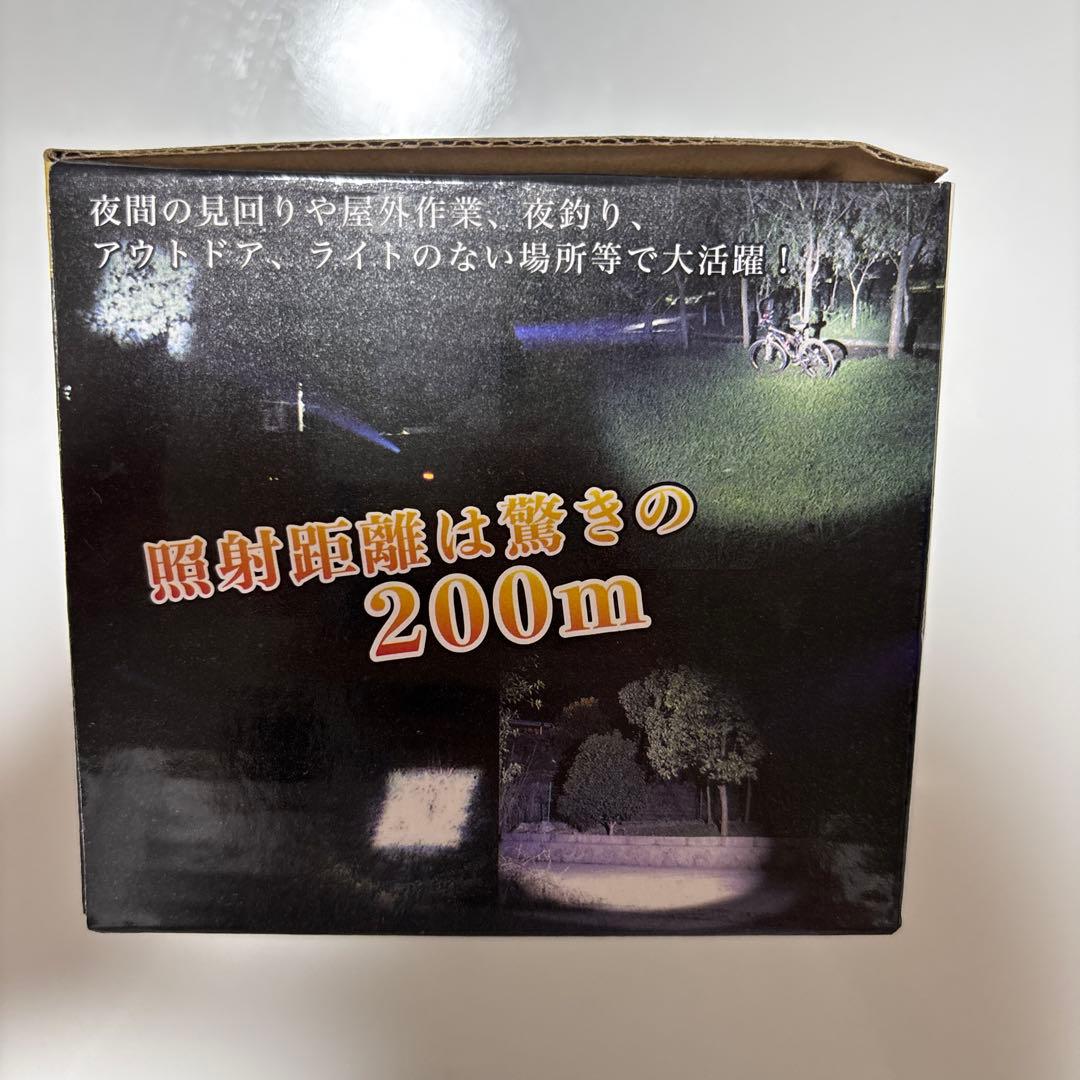 夜間の見回りや屋外作業、夜釣り、
アウトドア、ライトのない場所等で大活躍！
照射距離は驚きの
200m